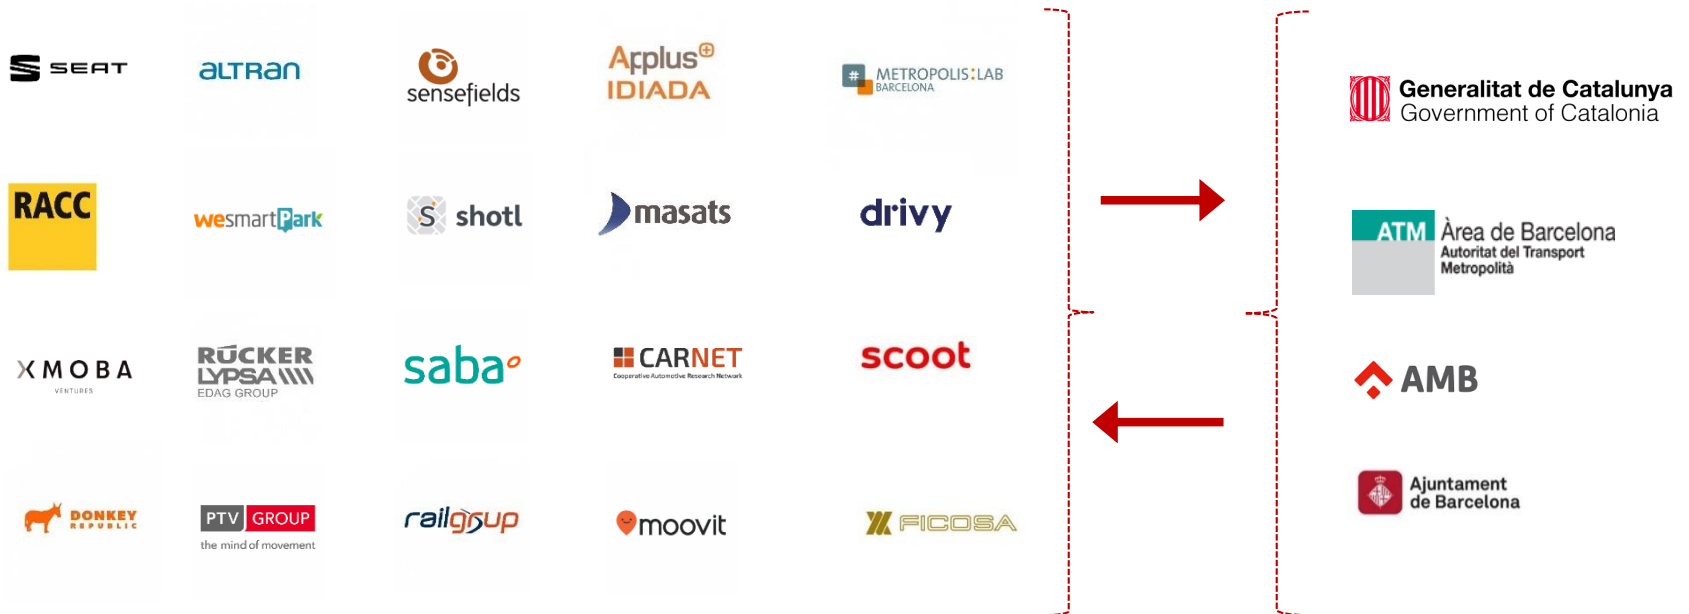 SEAT
ALTRAN
sensefields
Applus+
IDIADA
#
METROPOLIS:LAB
BARCELONA
Generalitat de Catalunya
Government of Catalonia
RACC
wesmartPark
S
shotl
masats
drivy
ATM
Àrea de Barcelona
Autoritat del Transport
Metropolità
XMOBA
VENTURES
RÜCKER
LYPSA
EDAG GROUP
saba
CARNET
Cooperative Automotive Research Network
scoot
AMB
DONKEY
REPUBLIC
PTV GROUP
the mind of movement
railgrup
moovit
FICOSA
Ajuntament
de Barcelona